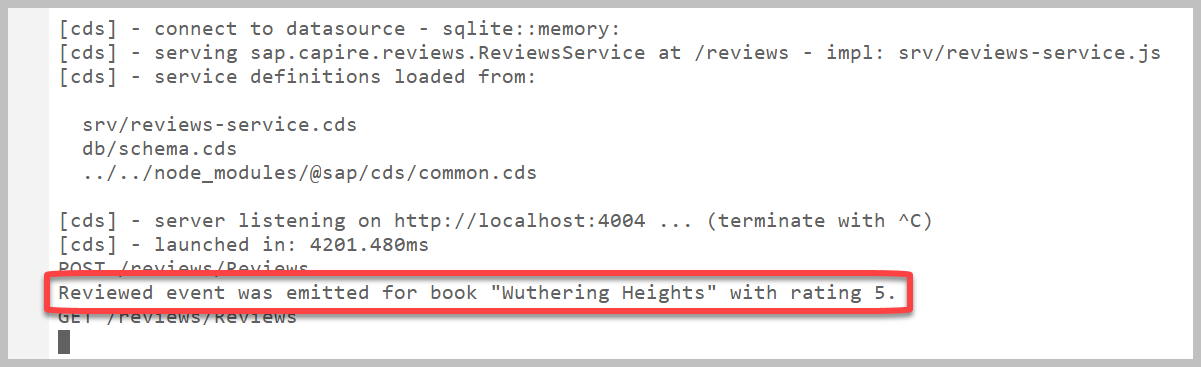 [cds] - connect to datasource - sqlite::memory:
[cds] - serving sap.capire.reviews.ReviewsService at /reviews - impl: srv/reviews-service.js
[cds] - service definitions loaded from:
srv/reviews-service.cds
db/schema.cds
../../node_modules/@sap/cds/common.cds
[cds] - server listening on http://localhost:4004 ... (terminate with ^C)
[cds] - launched in: 4201.480ms
POST /reviews/Reviews
Reviewed event was emitted for book "Wuthering Heights" with rating 5.
GET /reviews/Reviews